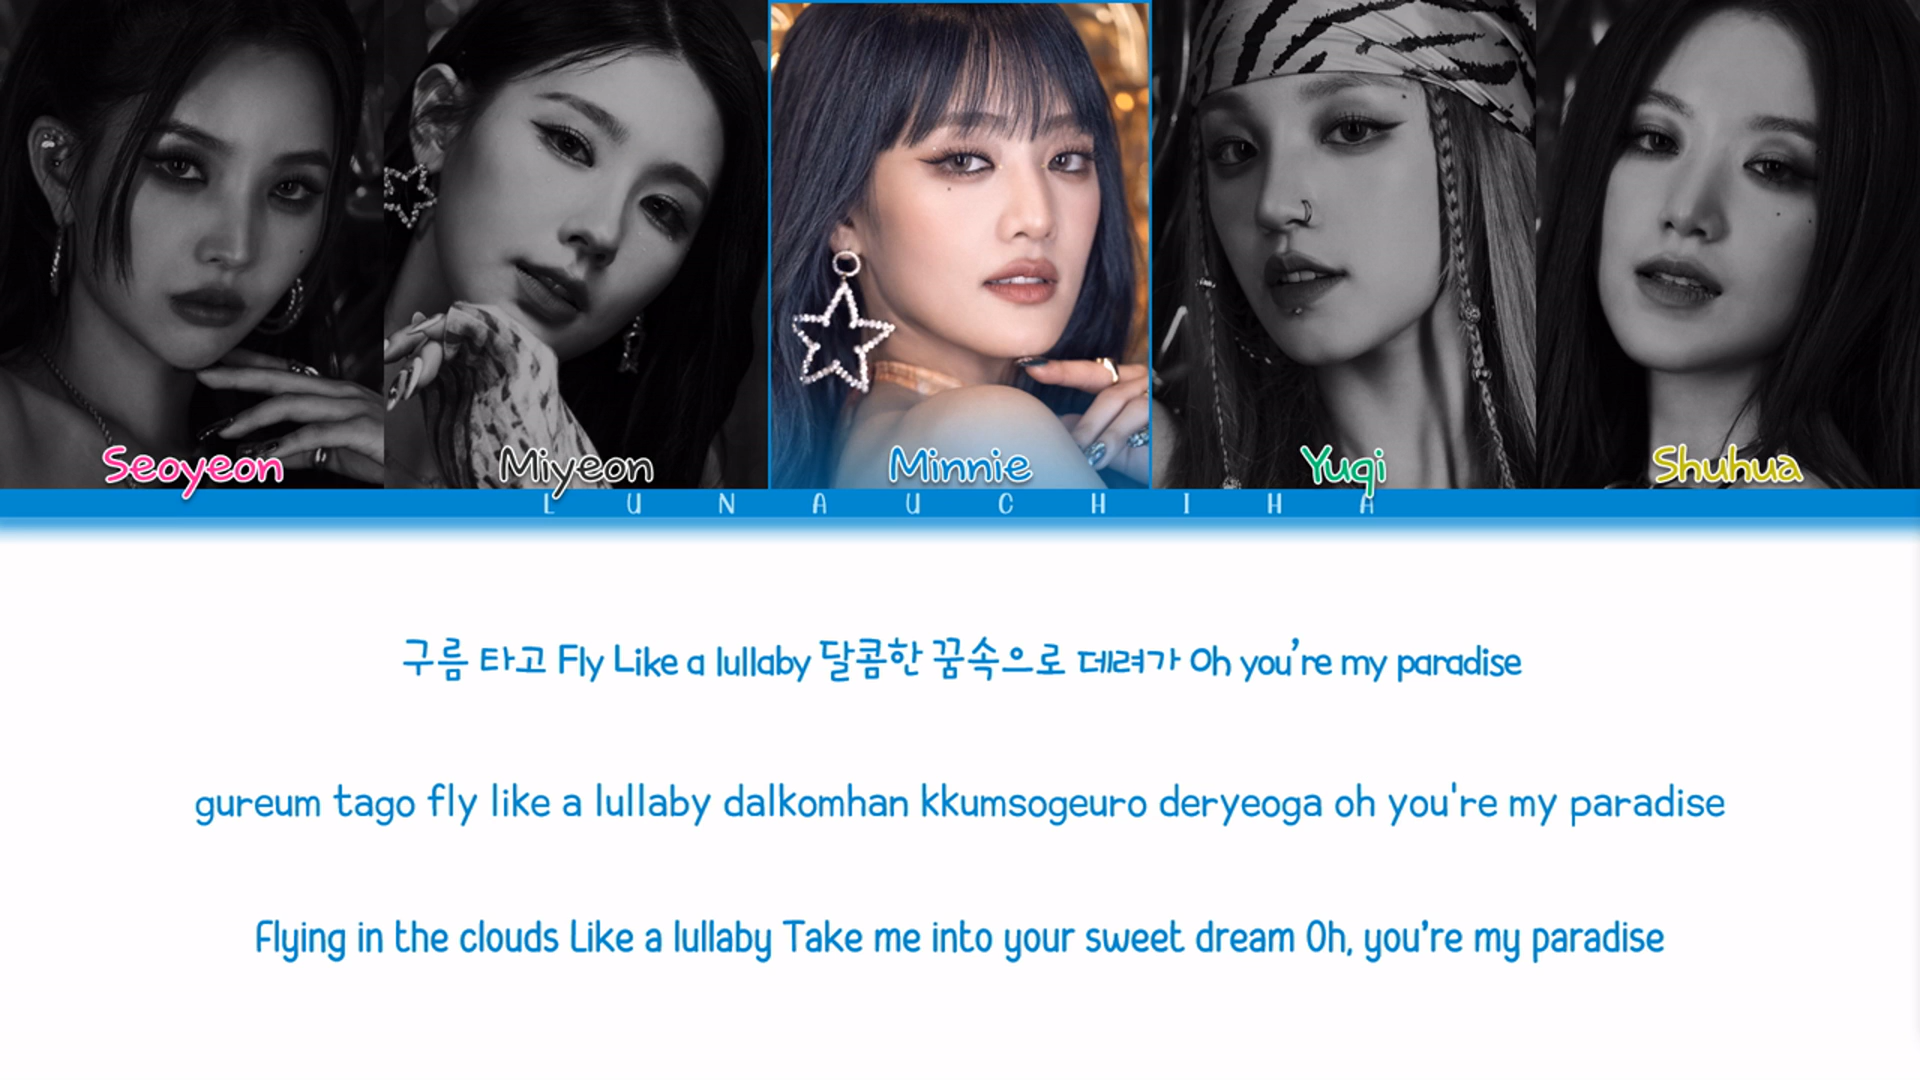 Seoyeon
Miyeon
Minnie
Yuqi
Shuhua
LUNAUCHIHA
구름 타고 Fly Like a lullaby 달콤한 꿈속으로 데려가 Oh you’re my paradise
gureum tago fly like a lullaby dalkomhan kkumsogeuro deryeoga oh you're my paradise
Flying in the clouds Like a lullaby Take me into your sweet dream Oh, you’re my paradise